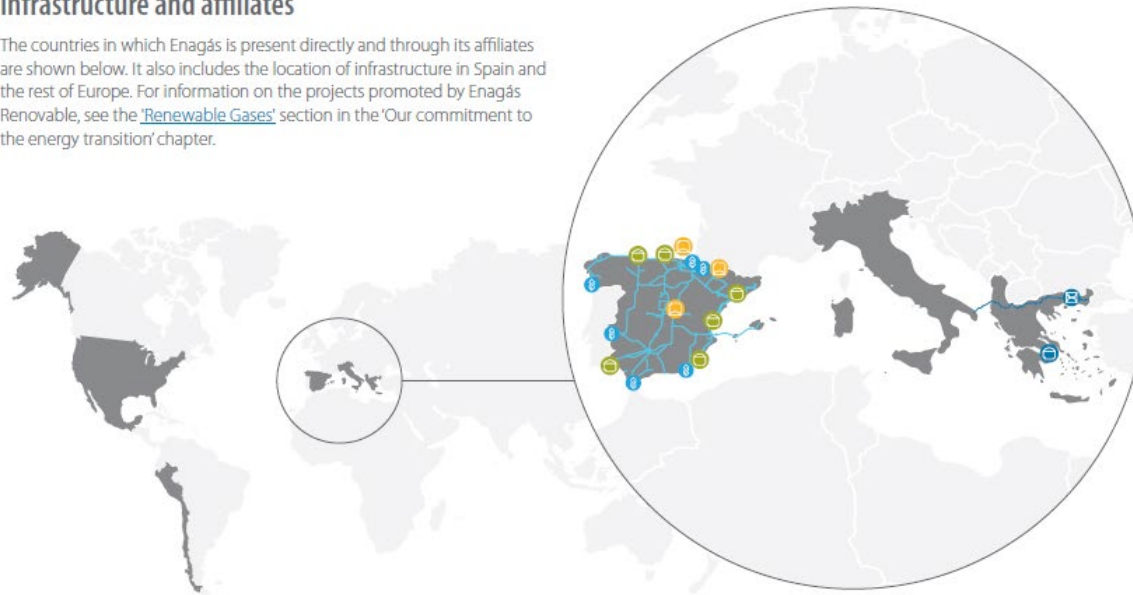 Infrastructure and affiliates
The countries in which Enagás is present directly and through its affiliates
are shown below. It also includes the location of infrastructure in Spain and
the rest of Europe. For information on the projects promoted by Enagás
Renovable, see the 'Renewable Gases' section in the 'Our commitment to
the energy transition' chapter.